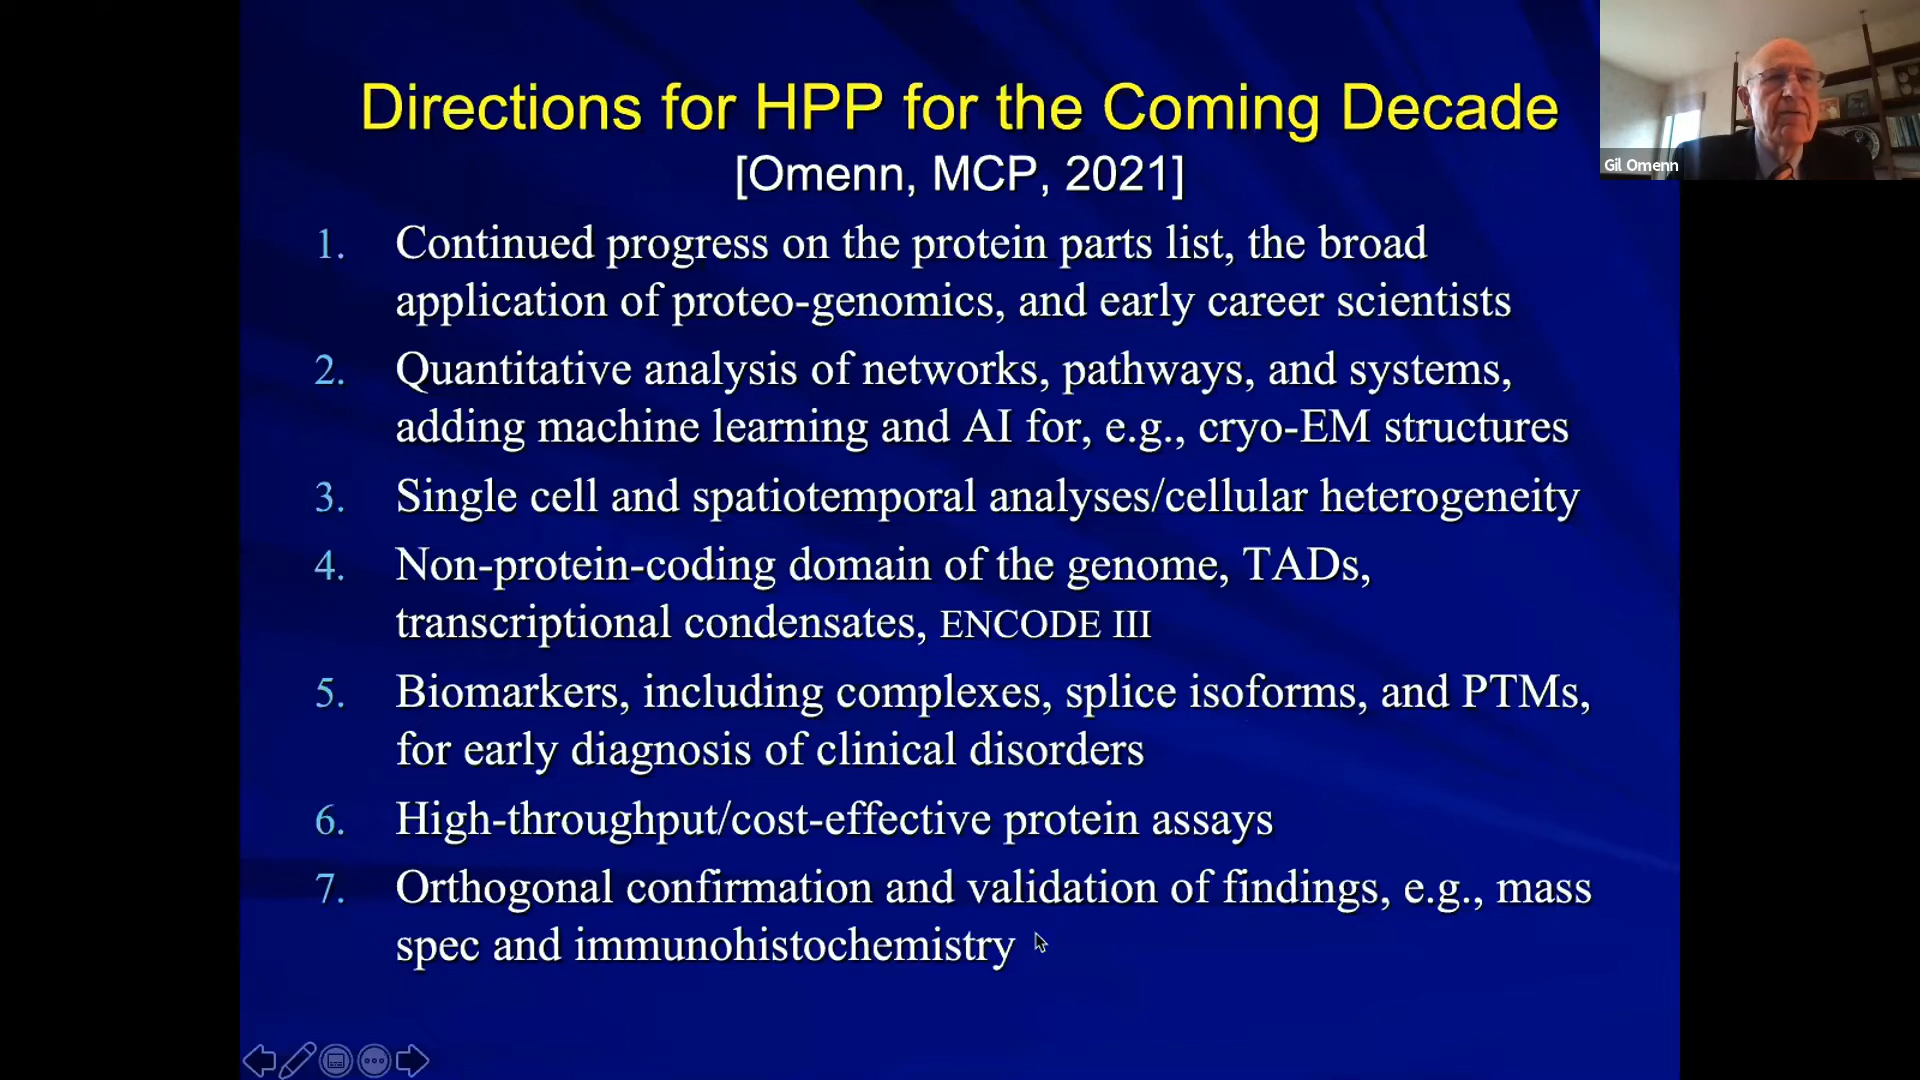 Directions for HPP for the Coming Decade
[Omenn, MCP, 2021]
Gil Omenn
1. Continued progress on the protein parts list, the broad
application of proteo-genomics, and early career scientists
2. Quantitative analysis of networks, pathways, and systems,
adding machine learning and AI for, e.g., cryo-EM structures
3. Single cell and spatiotemporal analyses/cellular heterogeneity
4. Non-protein-coding domain of the genome, TADs,
transcriptional condensates, ENCODE III
5. Biomarkers, including complexes, splice isoforms, and PTMs,
for early diagnosis of clinical disorders
6. High-throughput/cost-effective protein assays
7. Orthogonal confirmation and validation of findings, e.g., mass
spec and immunohistochemistry